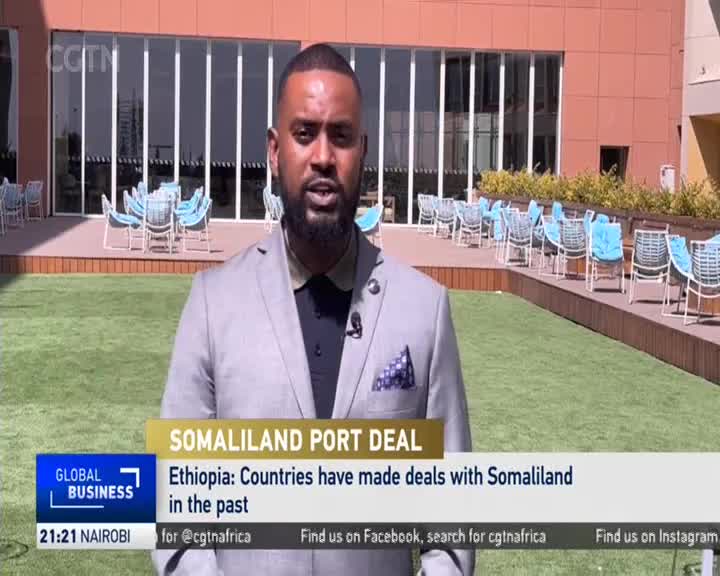 CGTN
SOMALILAND PORT DEAL
GLOBAL
BUSINESS
Ethiopia: Countries have made deals with Somaliland
in the past
21:21 NAIROBI
for @cgtnafrica Find us on Facebook, search for cgtnafrica Find us on Instagram